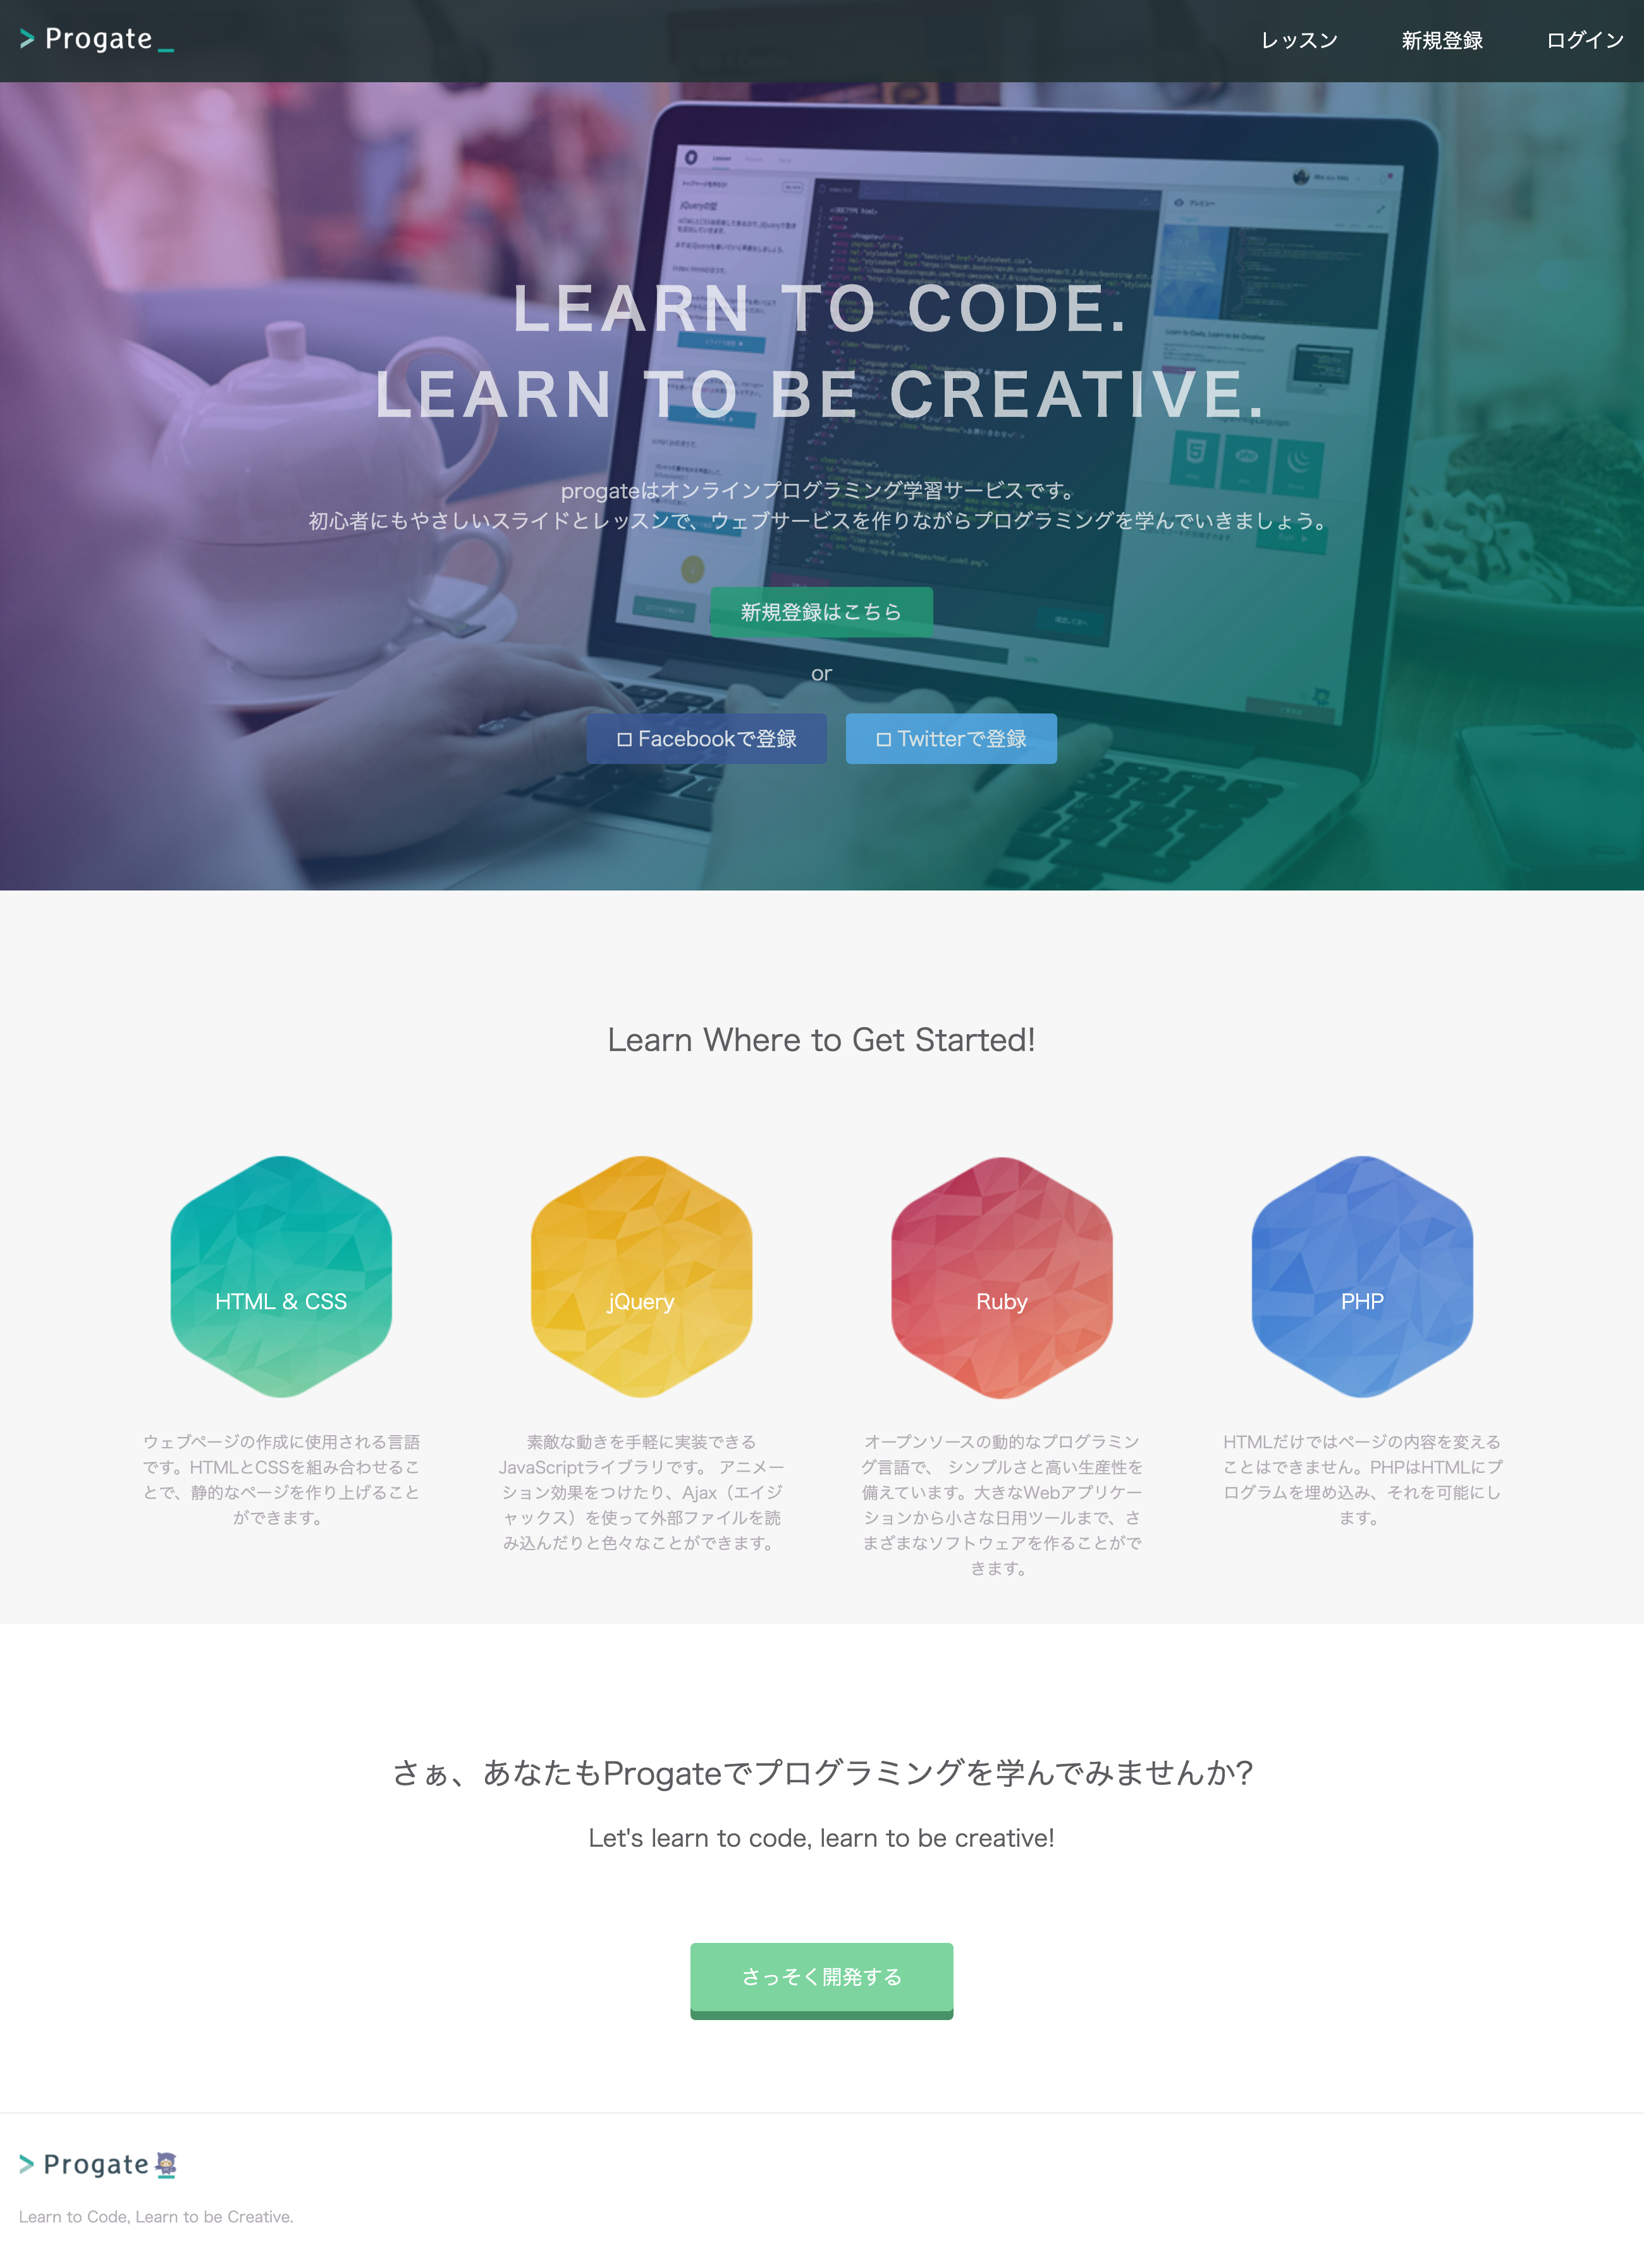 > Progate_
レッスン 新規登録 ログイン
LEARN TO CODE.
LEARN TO BE CREATIVE.
progateはオンラインプログラミング学習サービスです。
初心者にもやさしいスライドとレッスンで、ウェブサービスを作りながらプログラミングを学んでいきましょう。
新規登録はこちら
or
Facebookで登録 Twitterで登録
Learn Where to Get Started!
HTML & CSS
jQuery
Ruby
PHP
ウェブページの作成に使用される言語
です。HTMLとCSSを組み合わせるこ
とで、静的なページを作り上げること
ができます。
素敵な動きを手軽に実装できる
JavaScriptライブラリです。 アニメー
ション効果をつけたり、Ajax（エイジ
ャックス）を使って外部ファイルを読
み込んだりと色々なことができます。
オープンソースの動的なプログラミン
グ言語で、 シンプルさと高い生産性を
備えています。大きなWebアプリケー
ションから小さな日用ツールまで、さ
まざまなソフトウェアを作ることがで
きます。
HTMLだけではページの内容を変える
ことはできません。PHPはHTMLにプ
ログラムを埋め込み、それを可能にし
ます。
さぁ、あなたもProgateでプログラミングを学んでみませんか?
Let's learn to code, learn to be creative!
さっそく開発する
> Progate
Learn to Code, Learn to be Creative.